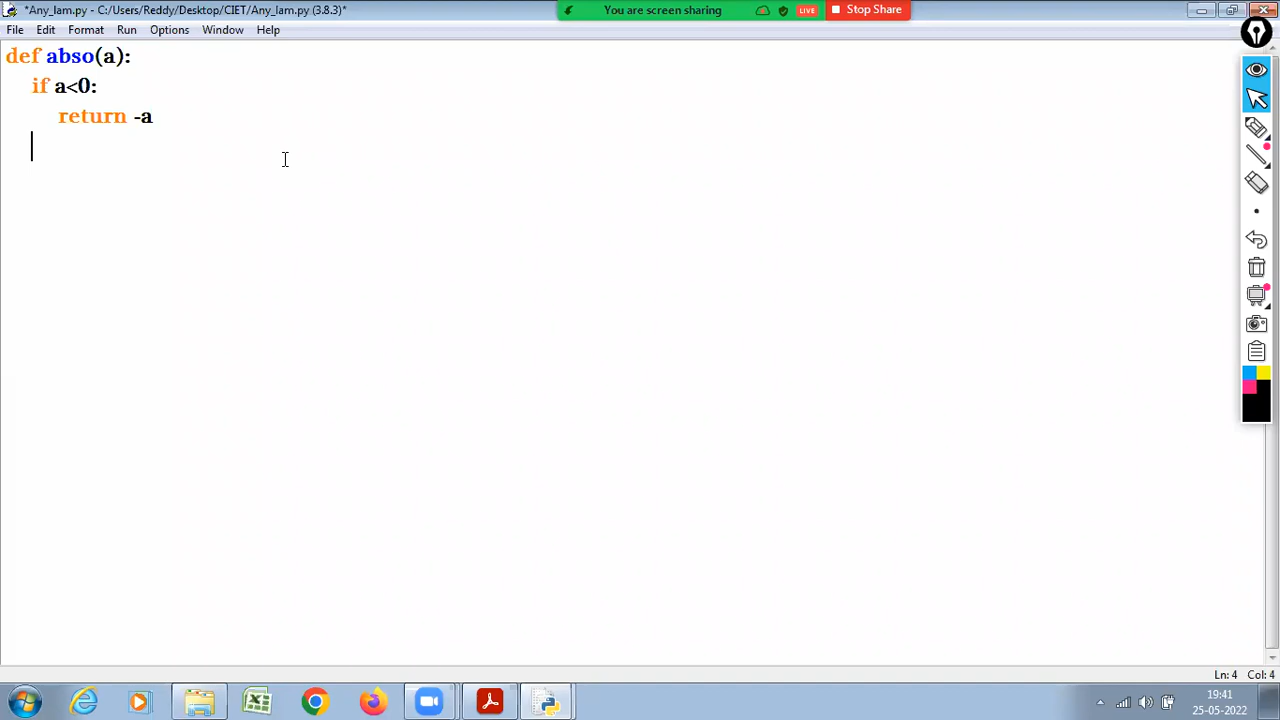 *Any_lam.py - C:/Users/Reddy/Desktop/CIET/Any_lam.py (3.8.3)*
You are screen sharing
LIVE
Stop Share
File Edit Format Run Options Window Help
def abso(a):
if a<0:
return -a
Ln: 4 Col: 4
19:41
25-05-2022